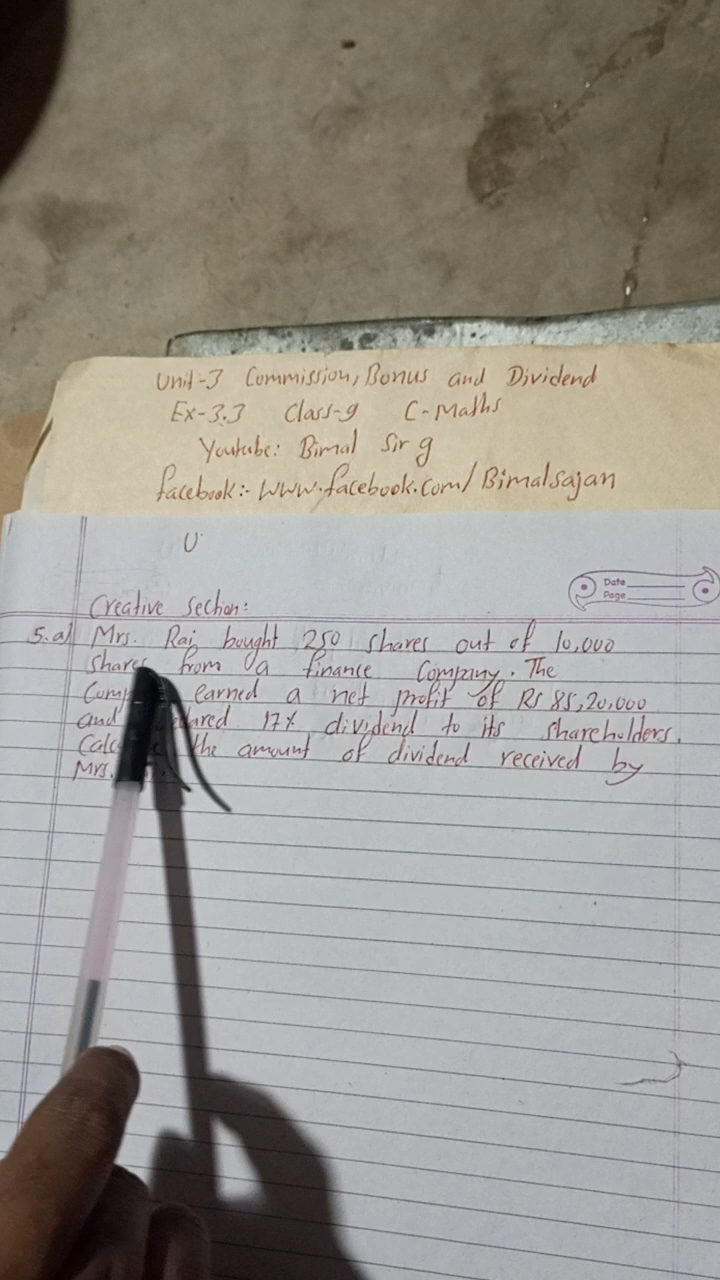 Unit-3 Commission, Bonus and Dividend
Ex-3.3 Class-9 C-Maths
Youtube: Bimal Sir g
facebook:- www.facebook.com/Bimalsajan
Date
Page
Creative Section:
5.a) Mrs. Rai bought 250 shares out of 10,000
shares from a finance Company. The
earned a net profit of Rs 85,20,000
and 17% dividend to its shareholders.
the amount of dividend received by
Mrs.